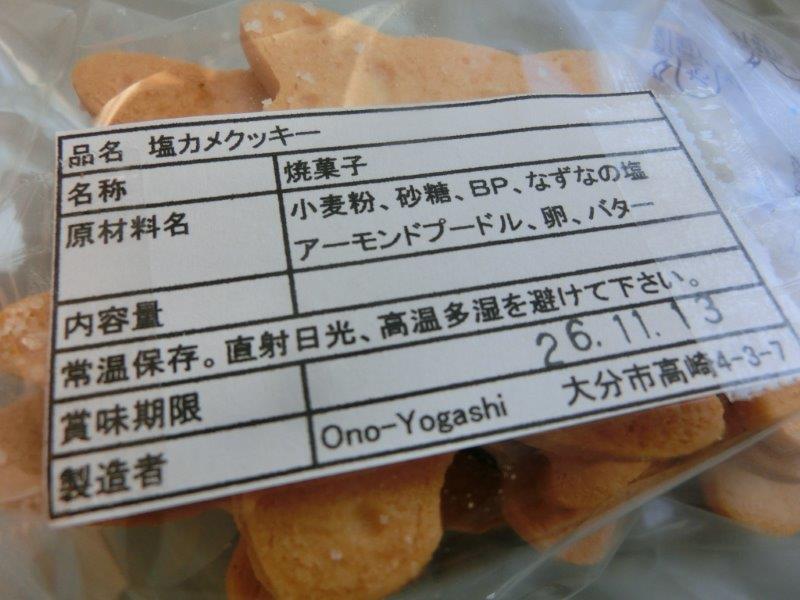 品名 塩カメクッキー
名称 焼菓子
原材料名 小麦粉、砂糖、BP、なずなの塩
アーモンドプードル、卵、バター
内容量
常温保存。直射日光、高温多湿を避けて下さい。
賞味期限 26.11.13
製造者 Ono-Yogashi 大分市高崎4-3-7